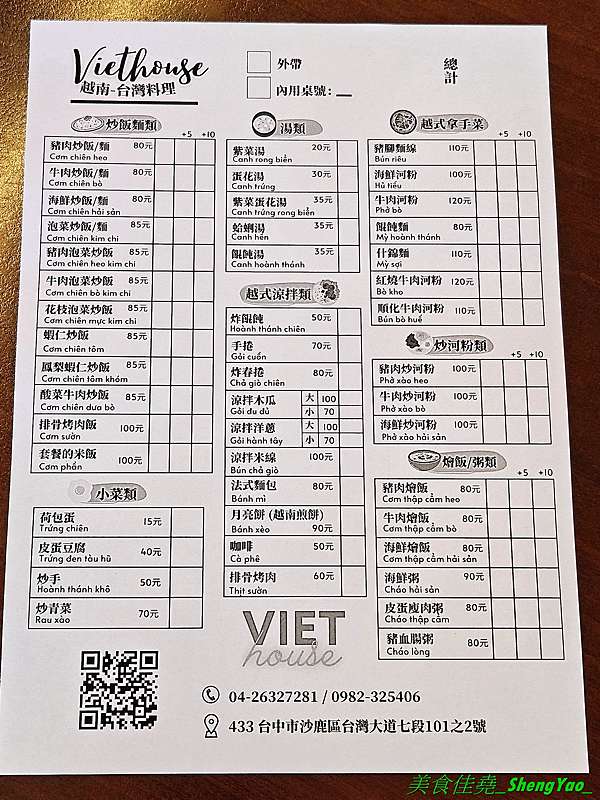 Viethouse
越南-台灣料理
外帶
內用桌號：
總計
炒飯麵類
+5 +10
豬肉炒飯/麵 80元
Cơm chiên heo
牛肉炒飯/麵 80元
Cơm chiên bò
海鮮炒飯/麵 80元
Cơm chiên hải sản
泡菜炒飯/麵 85元
Cơm chiên kim chi
豬肉泡菜炒飯 85元
Cơm chiên heo kim chi
牛肉泡菜炒飯 85元
Cơm chiên bò kim chi
花枝泡菜炒飯 85元
Cơm chiên mực kim chi
蝦仁炒飯 85元
Cơm chiên tôm
鳳梨蝦仁炒飯 85元
Cơm chiên tôm khóm
酸菜牛肉炒飯 85元
Cơm chiên dưa bò
排骨烤肉飯 100元
Cơm sườn
套餐的米飯 100元
Cơm phần
小菜類
荷包蛋 15元
Trứng chiên
皮蛋豆腐 40元
Trứng đen tàu hũ
炒手 50元
Hoành thánh khô
炒青菜 70元
Rau xào
湯類
紫菜湯 20元
Canh rong biển
蛋花湯 30元
Canh trứng
紫菜蛋花湯 35元
Canh trứng rong biển
蛤蜊湯 35元
Canh hến
餛飩湯 35元
Canh hoành thánh
越式涼拌類
炸餛飩 50元
Hoành thánh chiên
手捲 70元
Gỏi cuốn
炸春捲 80元
Chả giò chiên
涼拌木瓜 大 100
Gỏi đu đủ 小 70
涼拌洋蔥 大 100
Gỏi hành tây 小 70
涼拌米線 100元
Bún chả giò
法式麵包 80元
Bánh mì
月亮餅 (越南煎餅)
Bánh xèo 90元
咖啡 50元
Cà phê
排骨烤肉 60元
Thịt sườn
越式拿手菜
豬腳麵線 110元
Bún riêu
海鮮河粉 100元
Hủ tiếu
牛肉河粉 120元
Phở bò
餛飩麵 80元
Mỳ hoành thánh
什錦麵 110元
Mỳ sợi
紅燒牛肉河粉 120元
Bò kho
順化牛肉河粉 110元
Bún bò huế
炒河粉類
+5 +10
豬肉炒河粉 100元
Phở xào heo
牛肉炒河粉 100元
Phở xào bò
海鮮炒河粉 100元
Phở xào hải sản
燴飯/粥類
+5 +10
豬肉燴飯 80元
Cơm thập cẩm heo
牛肉燴飯 80元
Cơm thập cẩm bò
海鮮燴飯 80元
Cơm thập cẩm hải sản
海鮮粥 90元
Cháo hải sản
皮蛋瘦肉粥 80元
Cháo thập cẩm
豬血腸粥 80元
Cháo lòng
VIET
house
04-26327281 / 0982-325406
433 台中市沙鹿區台灣大道七段101之2號
美食佳堯_ShengYao_